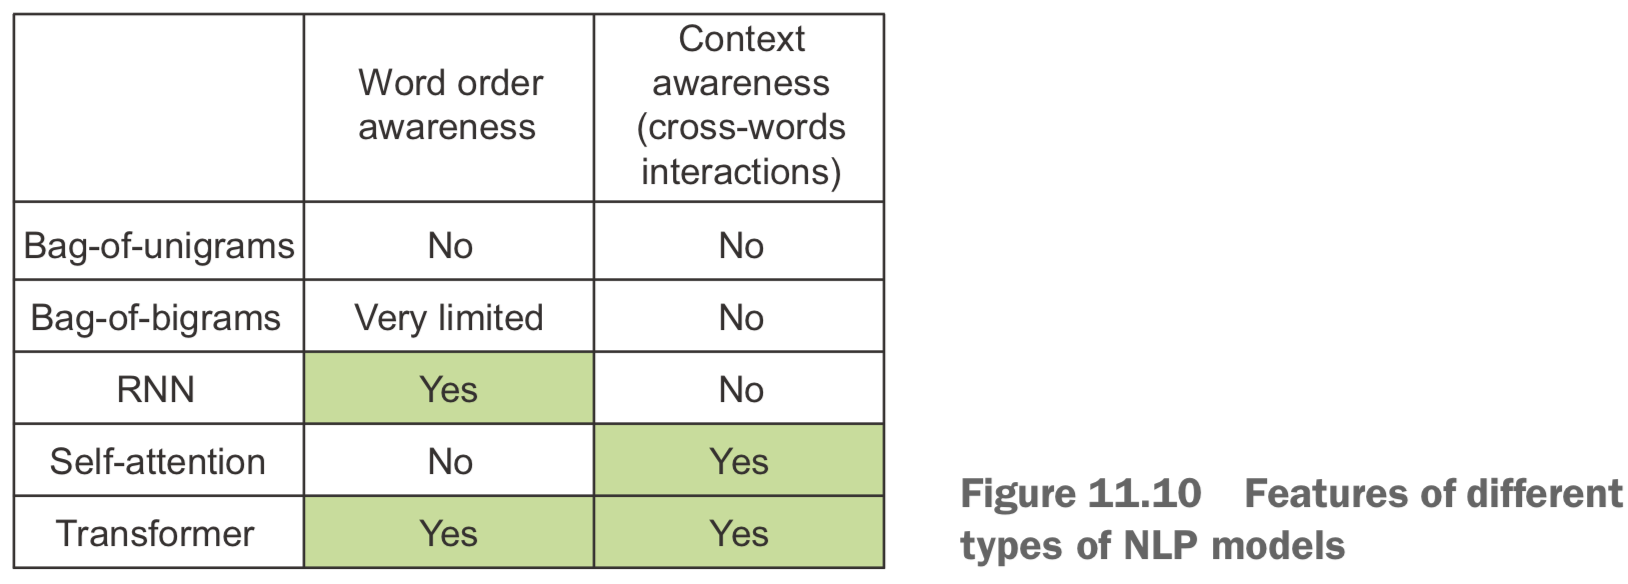 Word order
awareness
Context
awareness
(cross-words
interactions)
Bag-of-unigrams No No
Bag-of-bigrams Very limited No
RNN Yes No
Self-attention No Yes
Transformer Yes Yes
Figure 11.10 Features of different
types of NLP models